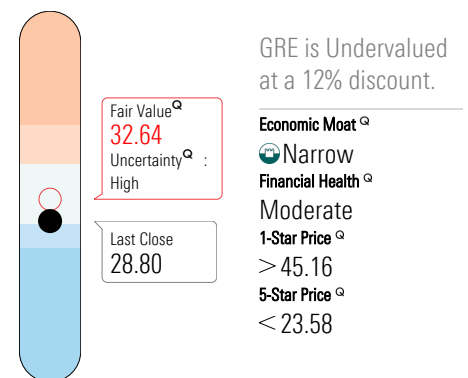 Fair Value Q
32.64
Uncertainty Q :
High
Last Close
28.80
GRE is Undervalued
at a 12% discount.
Economic Moat Q
Narrow
Financial Health Q
Moderate
1-Star Price Q
>45.16
5-Star Price Q
<23.58